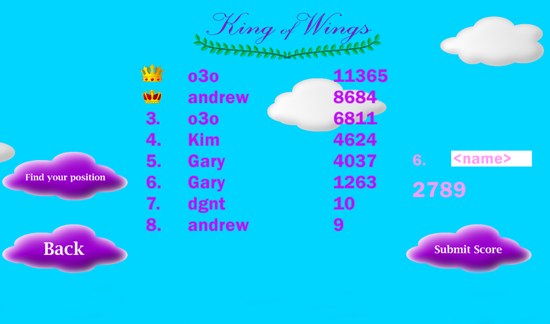 King of Wings
o3o 11365
andrew 8684
3. o3o 6811
4. Kim 4624
5. Gary 4037
6. Gary 1263
7. dgnt 10
8. andrew 9
6. <name>
2789
Find your position
Back
Submit Score